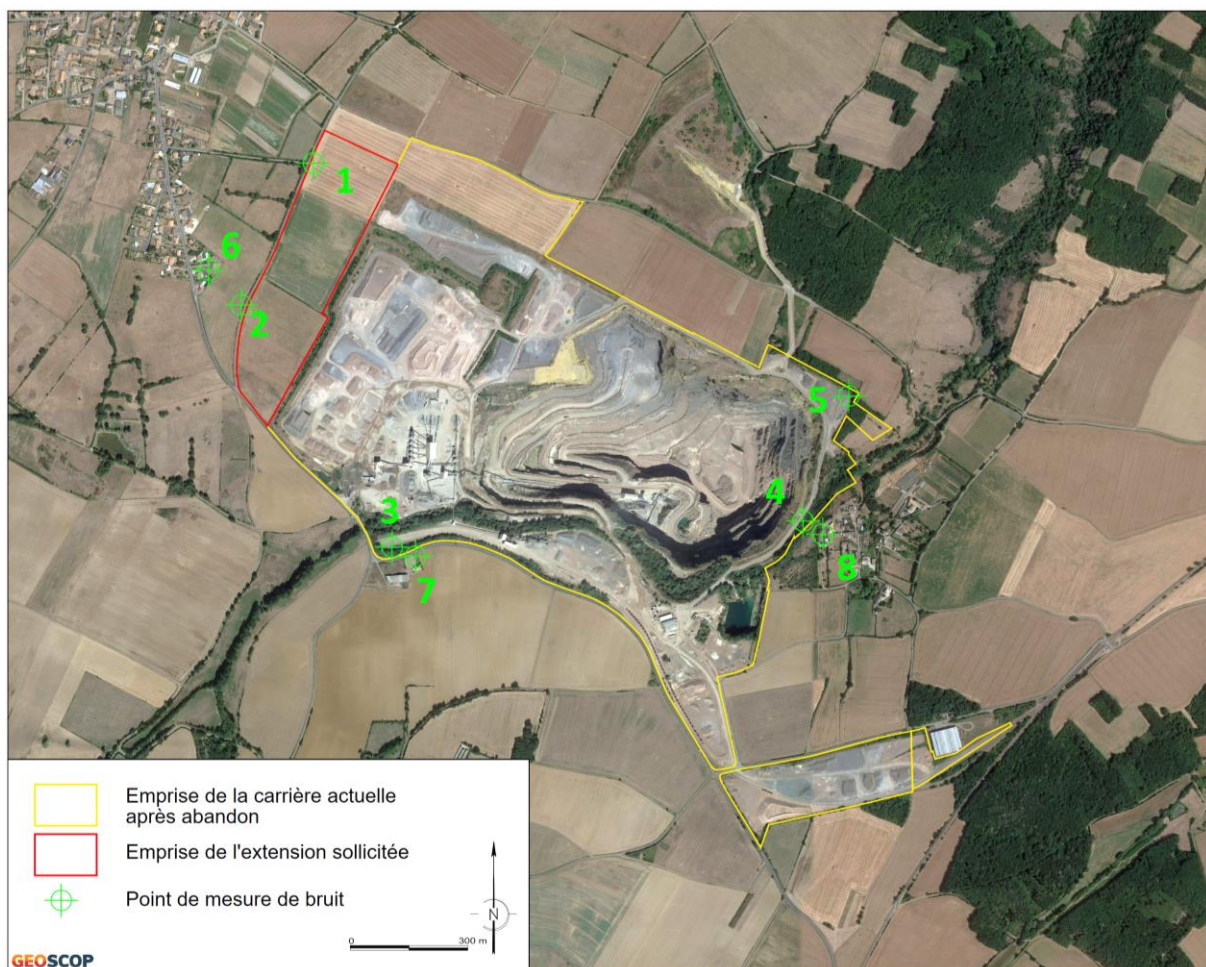 1
6
2
5
4
3
8
7
Emprise de la carrière actuelle
après abandon
Emprise de l'extension sollicitée
Point de mesure de bruit
N
0 300 m
GEOSCOP